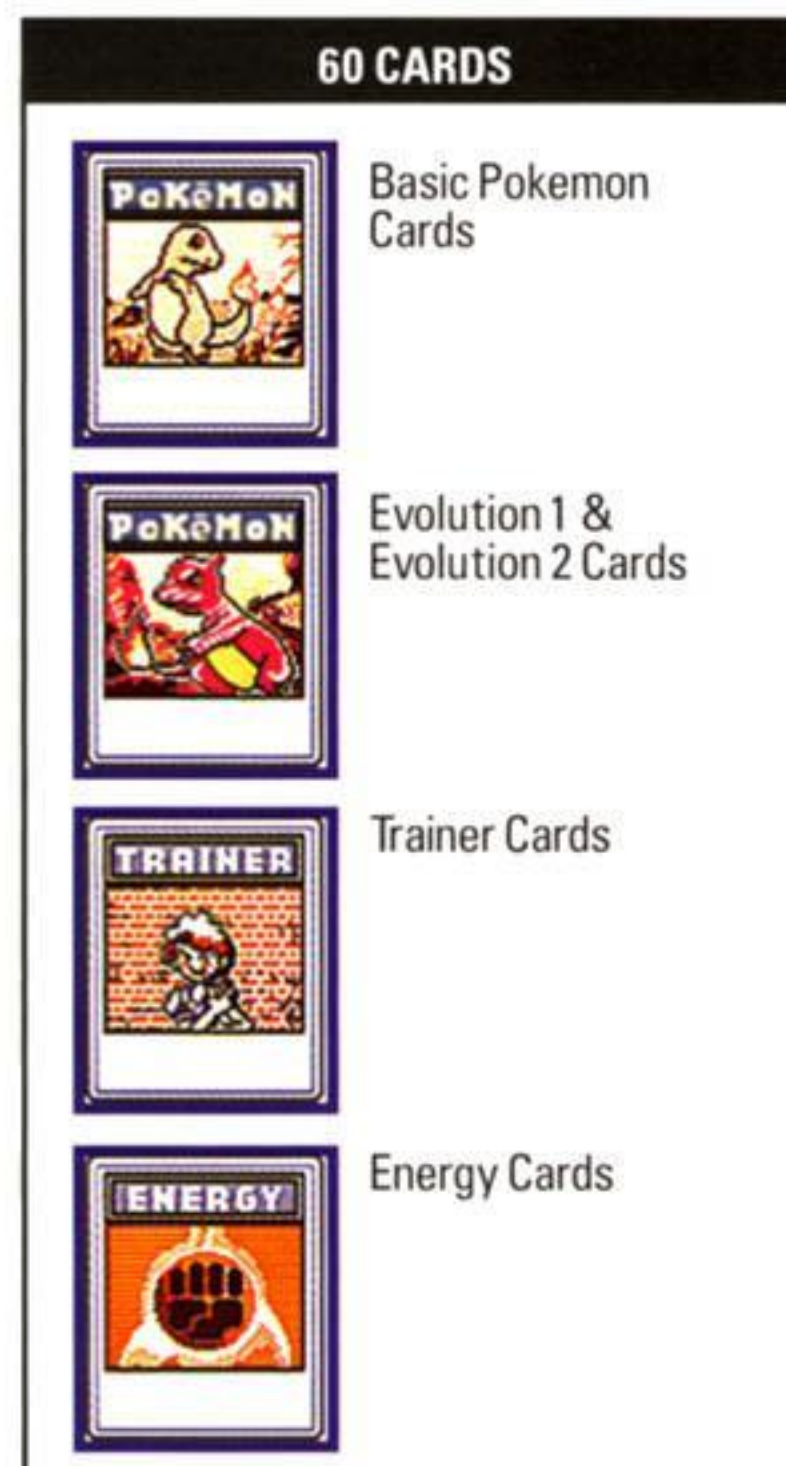 60 CARDS
POKéMON
Basic Pokemon
Cards
POKéMON
Evolution 1 &
Evolution 2 Cards
TRAINER
Trainer Cards
ENERGY
Energy Cards